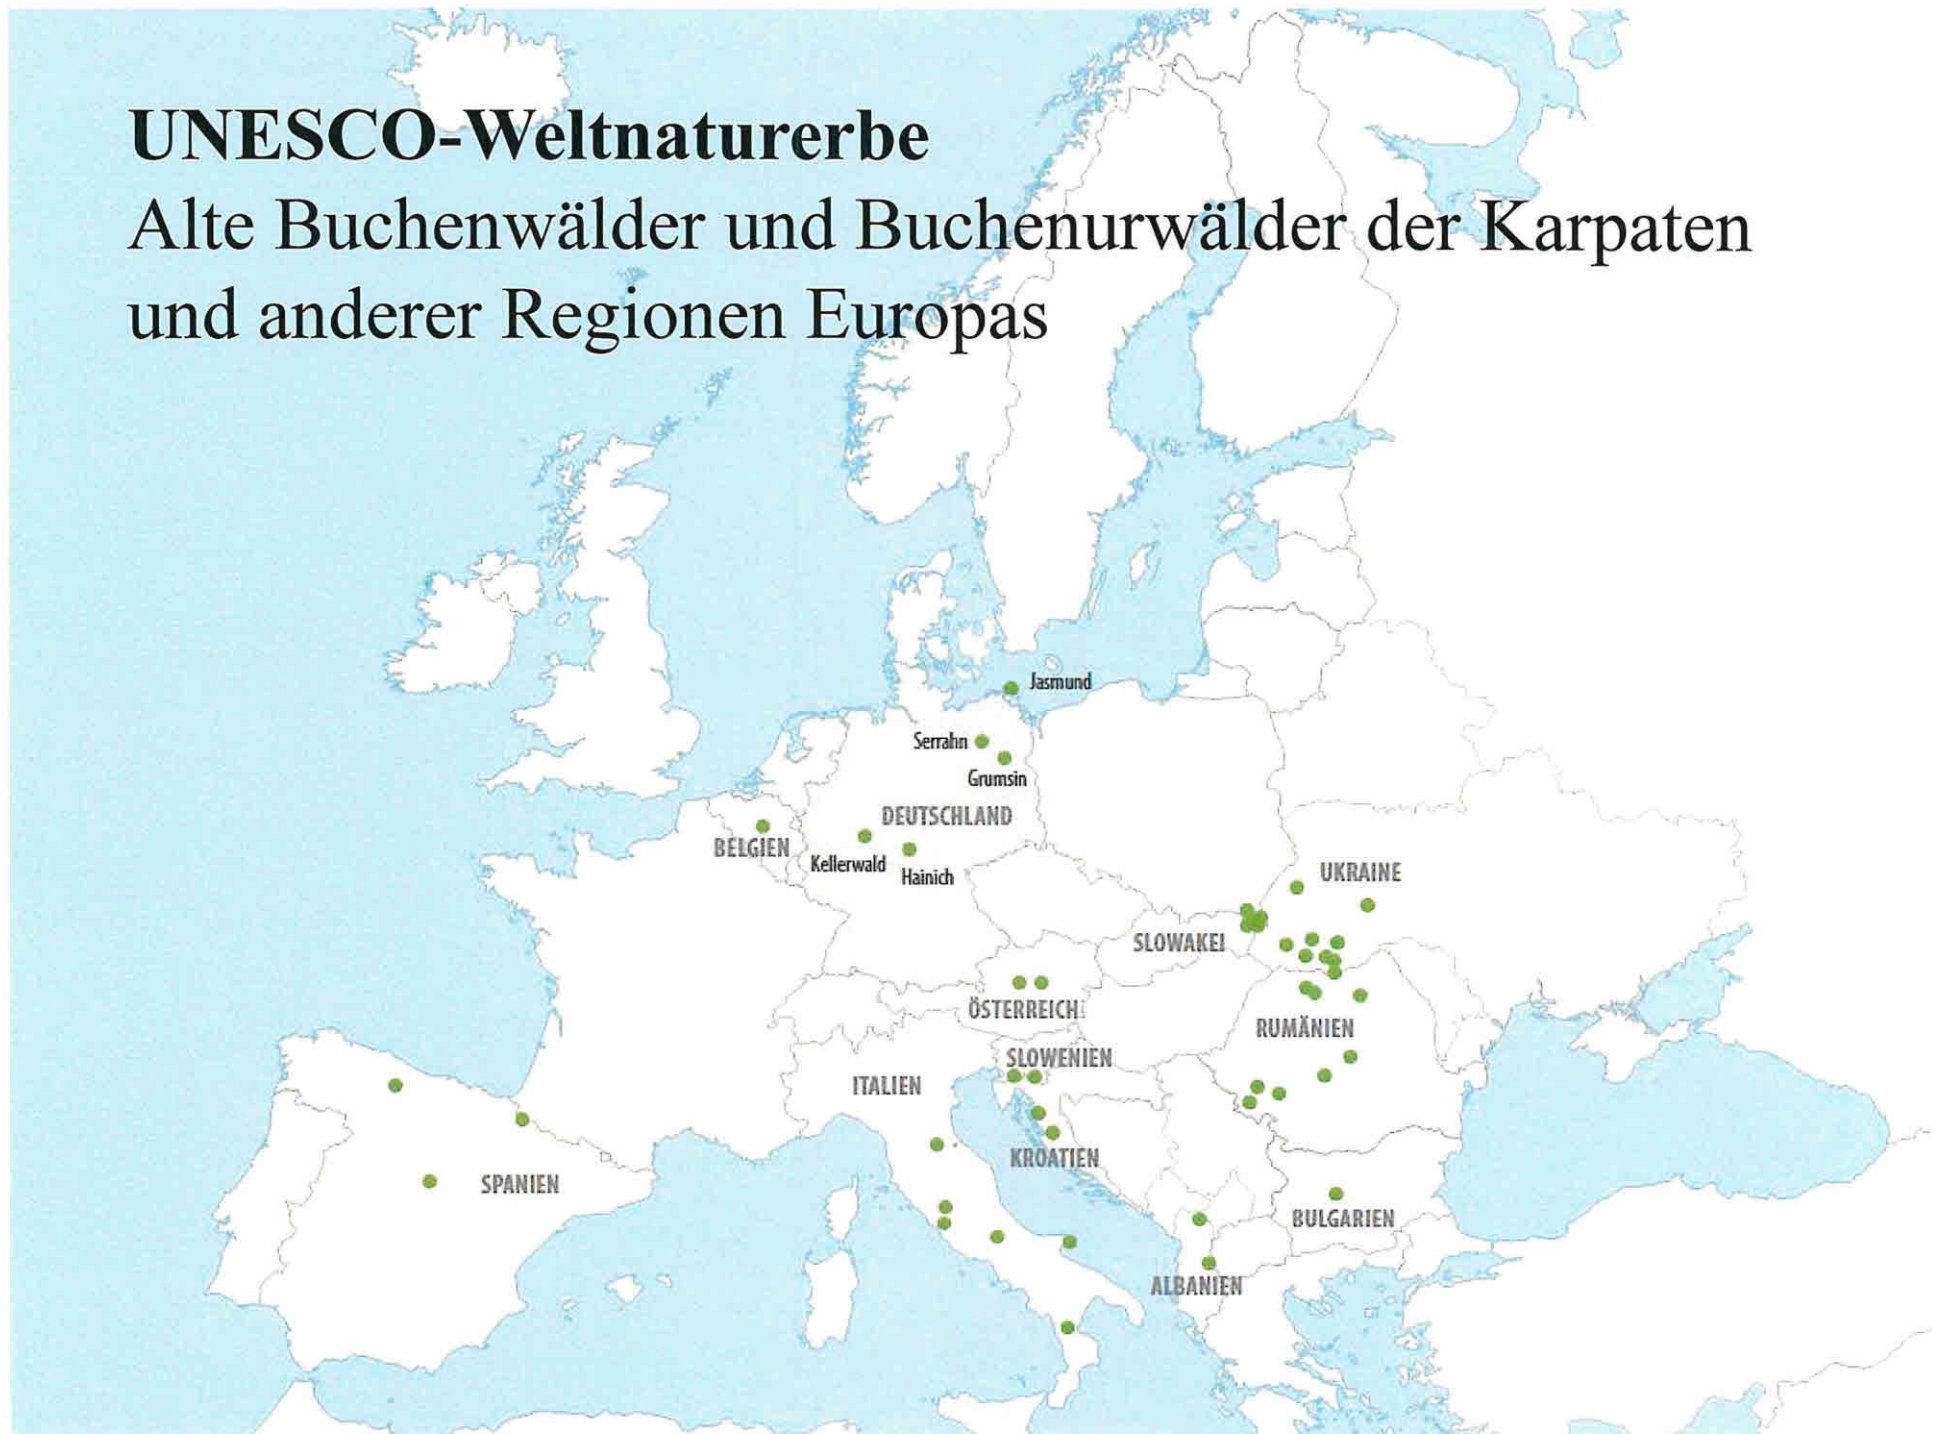 UNESCO-Weltnaturerbe
Alte Buchenwälder und Buchenurwälder der Karpaten
und anderer Regionen Europas
Jasmund
Serrahn
Grumsin
DEUTSCHLAND
BELGIEN
Kellerwald
Hainich
UKRAINE
SLOWAKEI
ÖSTERREICH
RUMÄNIEN
SLOWENIEN
ITALIEN
KROATIEN
SPANIEN
BULGARIEN
ALBANIEN